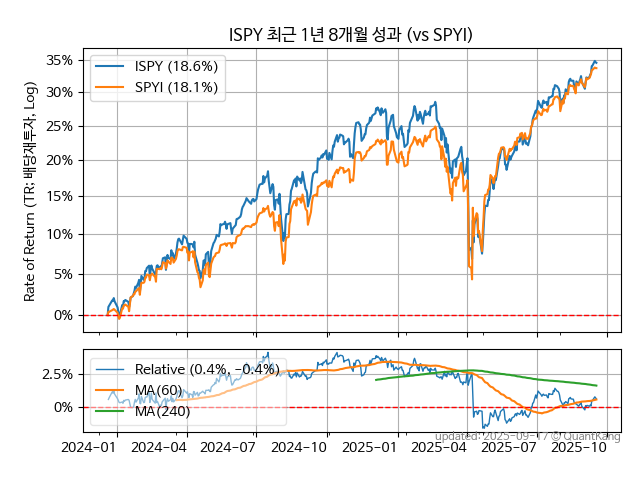 ISPY 최근 1년 8개월 성과 (vs SPYI)
Rate of Return (TR: 배당재투자, Log)
35%
30%
25%
20%
15%
10%
5%
0%
ISPY (18.6%)
SPYI (18.1%)
2.5%
0%
Relative (0.4%, −0.4%)
MA(60)
MA(240)
updated: 2025-09-17 © QuantKang
2024-01 2024-04 2024-07 2024-10 2025-01 2025-04 2025-07 2025-10